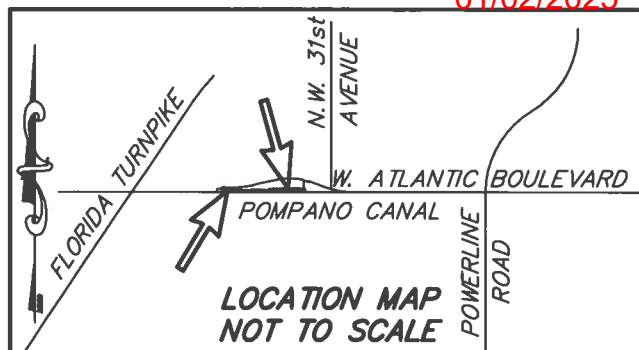 N.W. 31st
AVENUE
FLORIDA TURNPIKE
W. ATLANTIC BOULEVARD
POMPANO CANAL
POWERLINE
ROAD
LOCATION MAP
NOT TO SCALE